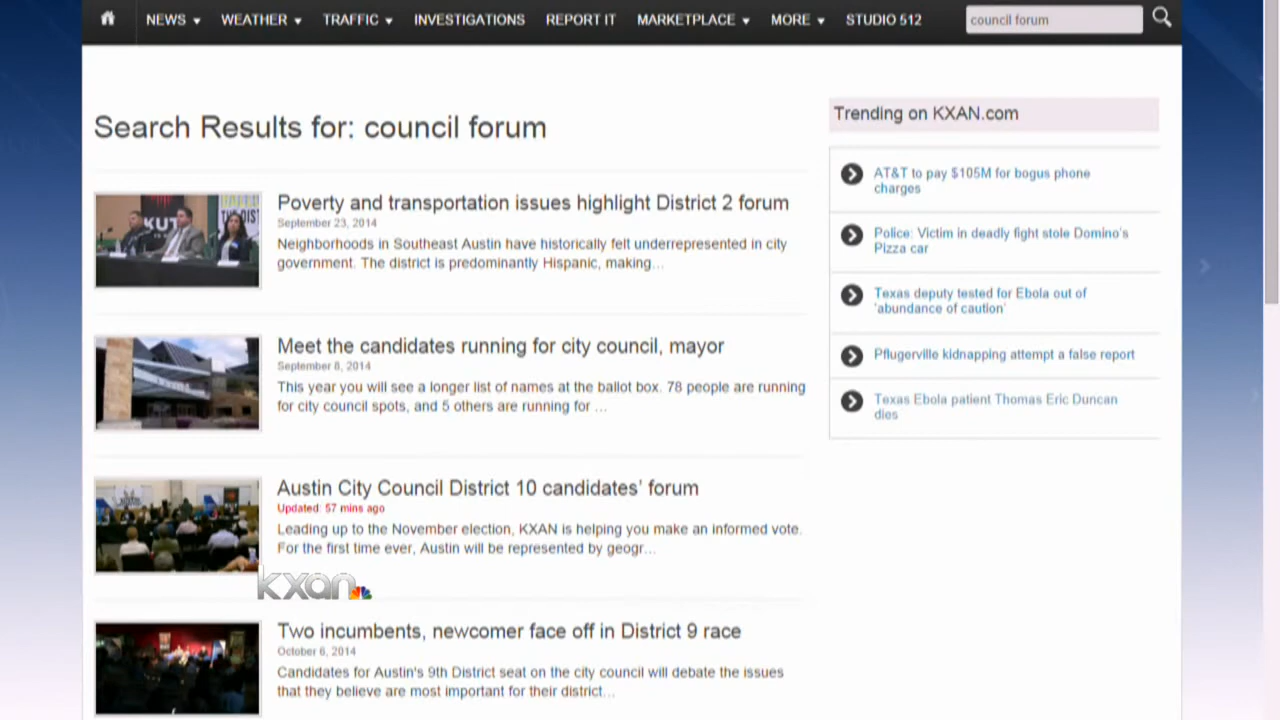 NEWS WEATHER TRAFFIC INVESTIGATIONS REPORT IT MARKETPLACE MORE STUDIO 512 council forum
Search Results for: council forum
Poverty and transportation issues highlight District 2 forum
September 23, 2014
Neighborhoods in Southeast Austin have historically felt underrepresented in city
government. The district is predominantly Hispanic, making...
KUT
Meet the candidates running for city council, mayor
September 8, 2014
This year you will see a longer list of names at the ballot box. 78 people are running
for city council spots, and 5 others are running for ...
Austin City Council District 10 candidates' forum
Updated: 57 mins ago
Leading up to the November election, KXAN is helping you make an informed vote.
For the first time ever, Austin will be represented by geogr...
kxan
Two incumbents, newcomer face off in District 9 race
October 6, 2014
Candidates for Austin's 9th District seat on the city council will debate the issues
that they believe are most important for their district...
Trending on KXAN.com
AT&T to pay $105M for bogus phone
charges
Police: Victim in deadly fight stole Domino's
Pizza car
Texas deputy tested for Ebola out of
'abundance of caution'
Pflugerville kidnapping attempt a false report
Texas Ebola patient Thomas Eric Duncan
dies